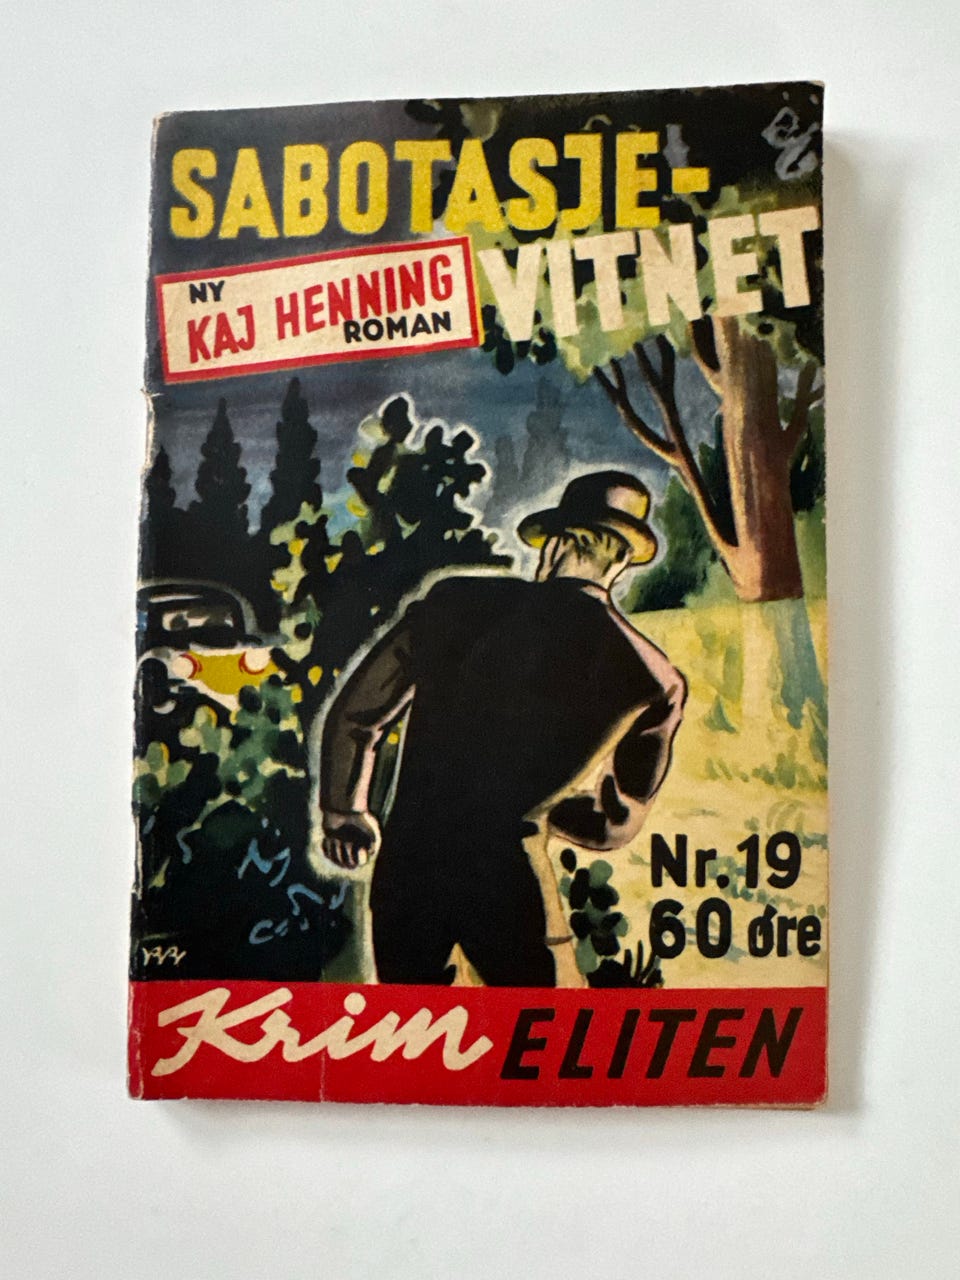 SABOTASJE-
VITNET
NY
KAJ HENNING
ROMAN
Nr. 19
60 øre
Krim ELITEN